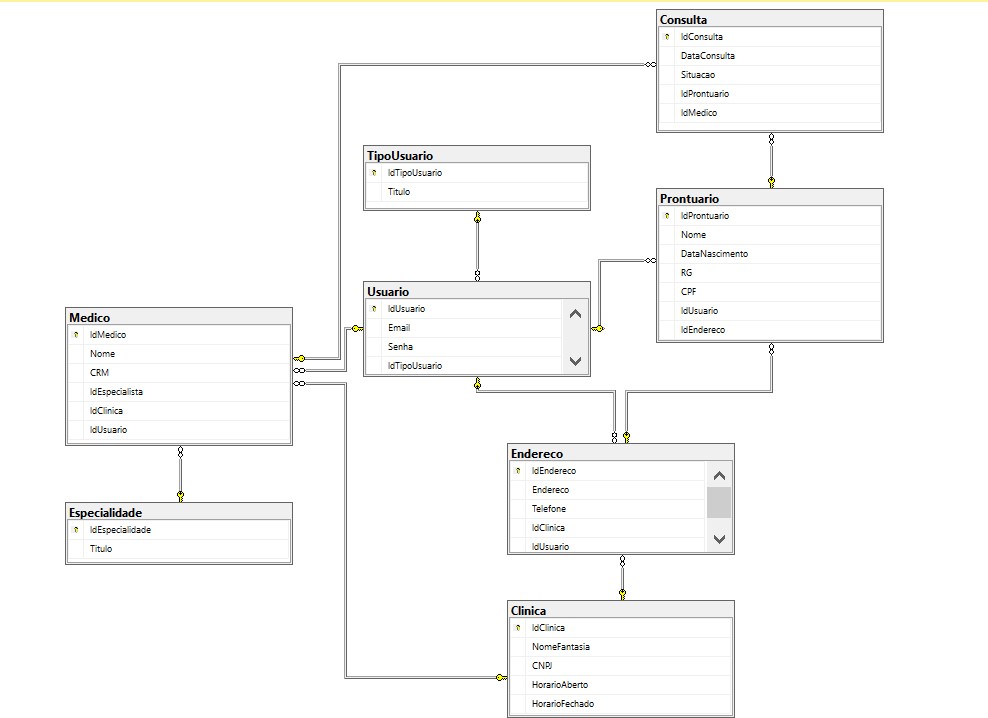 Consulta
IdConsulta
DataConsulta
Situacao
IdProntuario
IdMedico
TipoUsuario
IdTipoUsuario
Titulo
Prontuario
IdProntuario
Nome
DataNascimento
RG
CPF
IdUsuario
IdEndereco
Usuario
IdUsuario
Email
Senha
IdTipoUsuario
Medico
IdMedico
Nome
CRM
IdEspecialista
IdClinica
IdUsuario
Endereco
IdEndereco
Endereco
Telefone
IdClinica
IdUsuario
Especialidade
IdEspecialidade
Titulo
Clinica
IdClinica
NomeFantasia
CNPJ
HorarioAberto
HorarioFechado